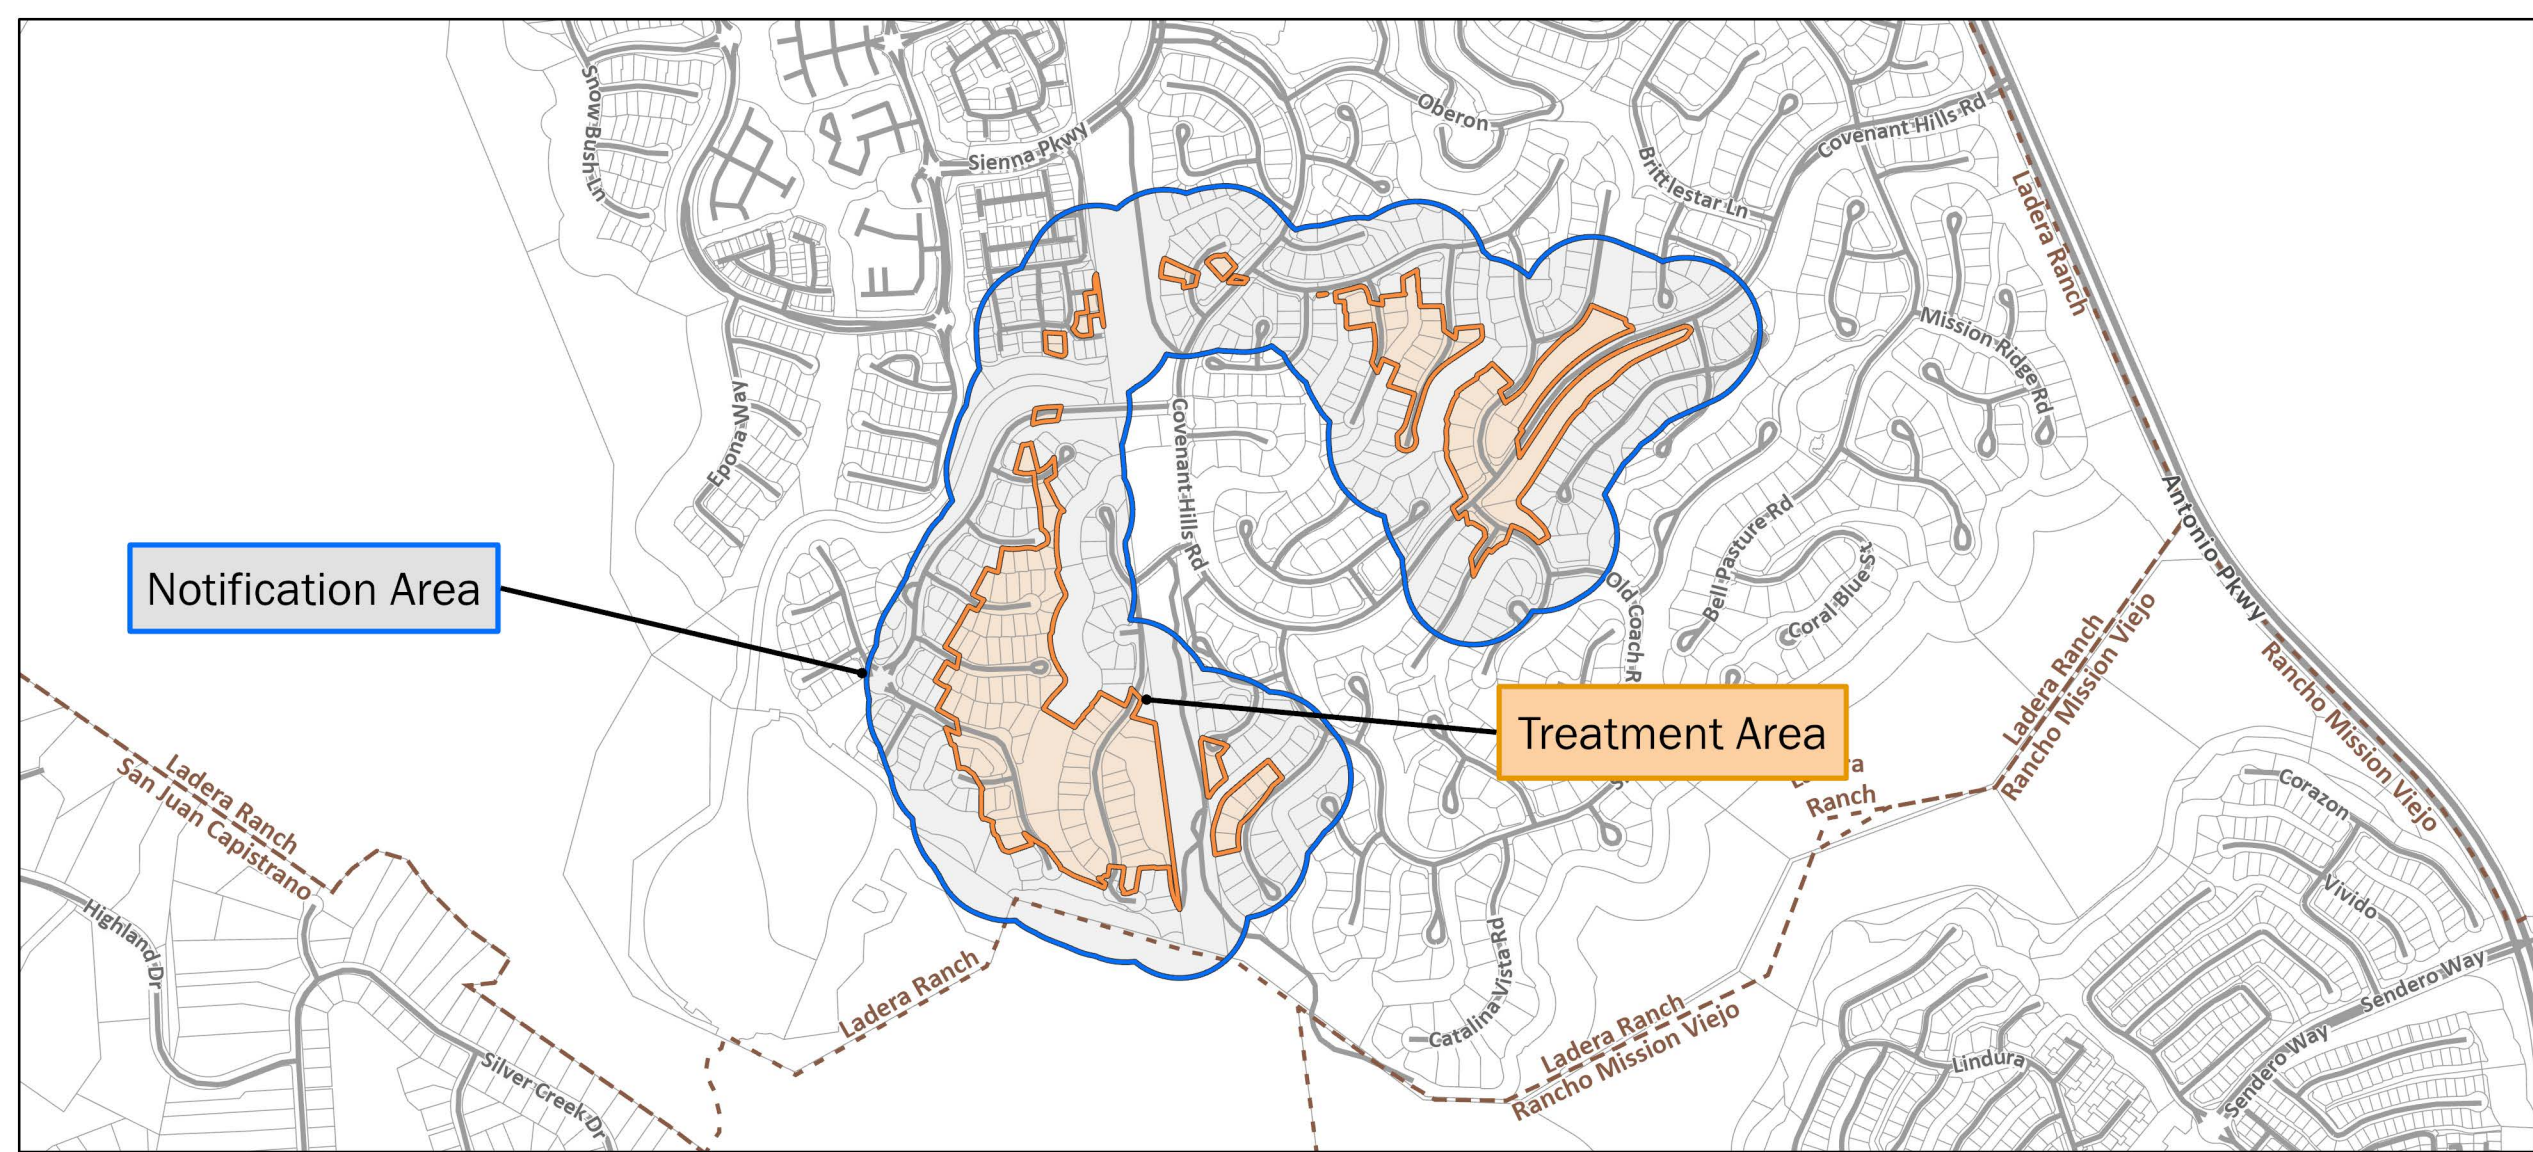 Snow Bush Ln
Sienna Pkwy
Oberon
Brittlestar Ln
Covenant Hills Rd
Ladera Ranch
Mission Ridge Rd
Epona Way
Covenant Hills Rd
Antonio Pkwy
Bell Pasture Rd
Coral Blue St
Old Coach R
Notification Area
Treatment Area
Ladera Ranch
Rancho Mission Viejo
Rancho Mission Viejo
Ranch
Ladera Ranch
San Juan Capistrano
Highland Dr
Silver Creek Dr
Ladera Ranch
Catalina Vista Rd
Ladera Ranch
Rancho Mission Viejo
Corazon
Vivido
Sendero Way
Sendero Way
Lindura